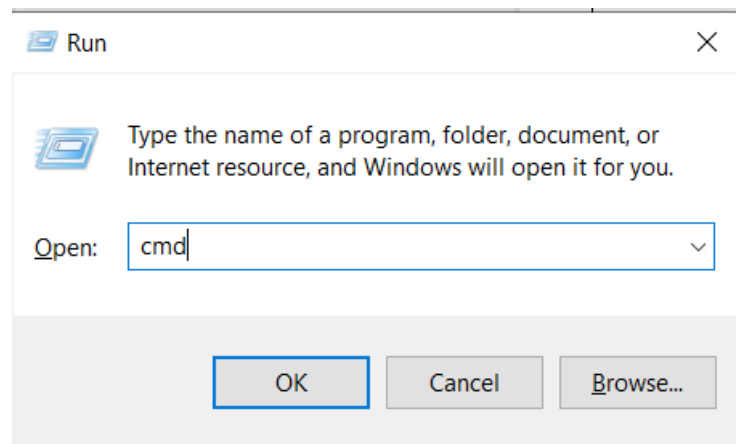 Run
Type the name of a program, folder, document, or
Internet resource, and Windows will open it for you.
Open: cmd
OK Cancel Browse...